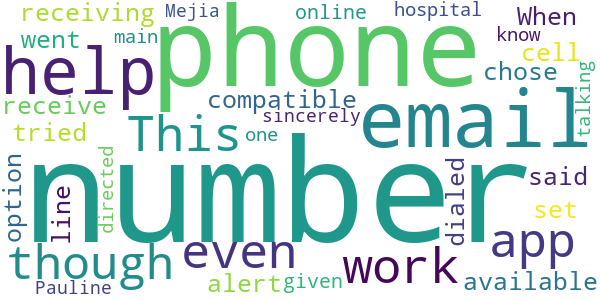 receiving Mejia online hospital When
went main phone know cell
help compatible chose talking
receive sincerely email
tried This one
number
option line directed dialed said
though even set
work app
Pauline alert given available